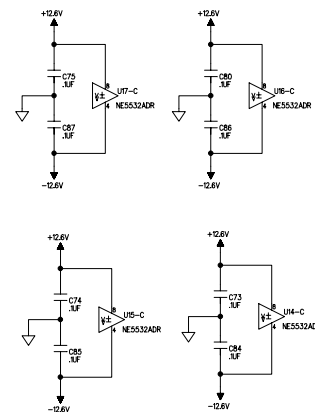 +12.6V
C75
.1UF
8
U17-C
V±
4
NE5532ADR
C87
.1UF
-12.6V
+12.6V
C80
.1UF
8
U16-C
V±
4
NE5532ADR
C86
.1UF
-12.6V
+12.6V
C74
.1UF
8
U15-C
V±
4
NE5532ADR
C85
.1UF
-12.6V
+12.6V
C73
.1UF
8
U14-C
V±
4
NE5532AD
C84
.1UF
-12.6V